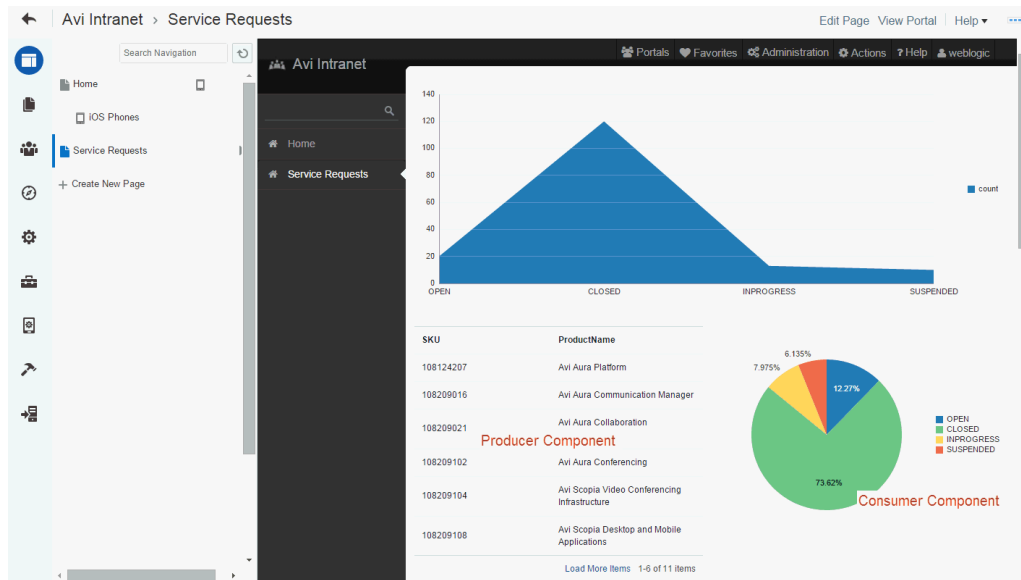 Avi Intranet > Service Requests
Edit Page View Portal Help
Search Navigation
Home
iOS Phones
Service Requests
Create New Page
Avi Intranet
Portals Favorites Administration Actions ? Help weblogic
Home
Service Requests
140
120
100
80
60
40
20
0
OPEN CLOSED INPROGRESS SUSPENDED
count
SKU ProductName
108124207 Avi Aura Platform
108209016 Avi Aura Communication Manager
108209021 Avi Aura Collaboration
Producer Component
108209102 Avi Aura Conferencing
108209104 Avi Scopia Video Conferencing
Infrastructure
108209108 Avi Scopia Desktop and Mobile
Applications
Load More Items 1-6 of 11 items
6.135%
7.975%
12.27%
73.62%
OPEN
CLOSED
INPROGRESS
SUSPENDED
Consumer Component